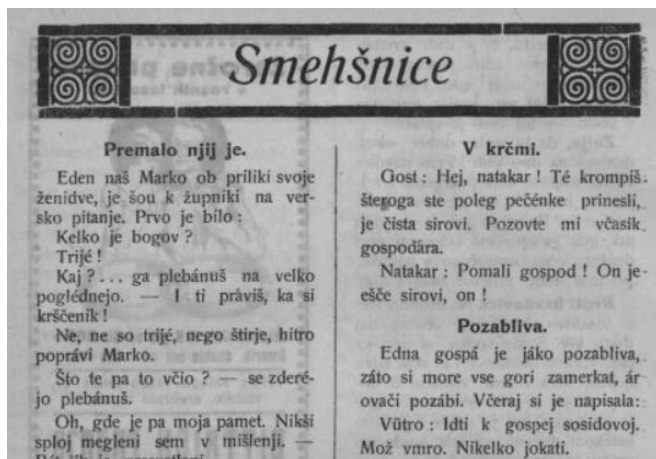 Smehšnice
Premalo njij je.
Eden naš Marko ob priliki svoje
ženidve, je šou k župniki na ver-
sko pitanje. Prvo je bilo:
Kelko je bogov?
Trijé!
Kaj?... ga plebánuš na velko
poglédnejo. — I ti práviš, ka si
krščenik!
Ne, ne so trijé, nego štirje, hitro
poprávi Marko.
Što te pa to včio? — se zderé-
jo plebánuš.
Oh, gde je pa moja pamet. Nikši
sploj megleni sem v mišlenji. —
V krčmi.
Gost: Hej, natakar! Té krompiš
šteroga ste poleg pečénke prinesli,
je čista sirovi. Pozovte mi včasik
gospodára.
Natakar: Pomali gospod! On je
ešče sirovi, on!
Pozabliva.
Edna gospá je jáko pozabliva,
záto si more vse gori zamerkat, ár
ovači pozábi. Včeraj si je napisala:
Vütro: Idti k gospej sosidovoj.
Mož vmro. Nikelko jokati.